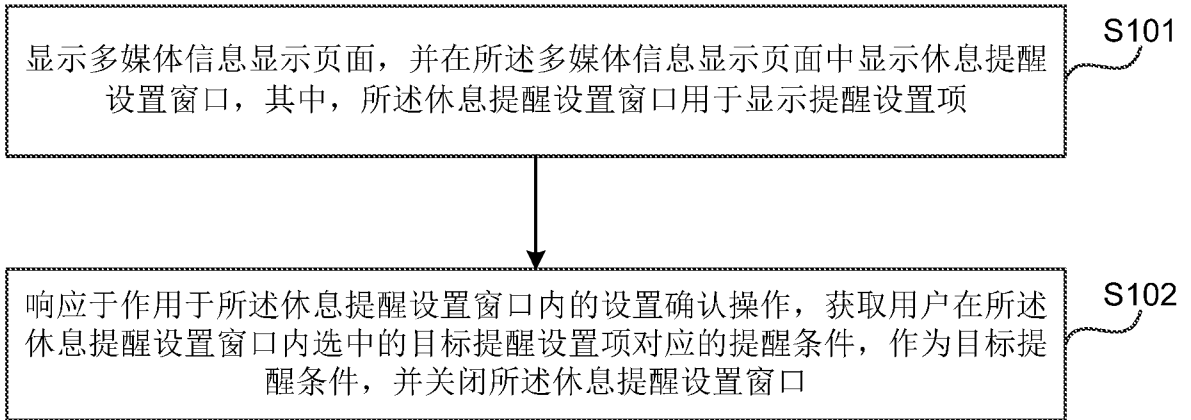 显示多媒体信息显示页面，并在所述多媒体信息显示页面中显示休息提醒
设置窗口，其中，所述休息提醒设置窗口用于显示提醒设置项
S101
响应于作用于所述休息提醒设置窗口内的设置确认操作，获取用户在所述
休息提醒设置窗口内选中的目标提醒设置项对应的提醒条件，作为目标提
醒条件，并关闭所述休息提醒设置窗口
S102